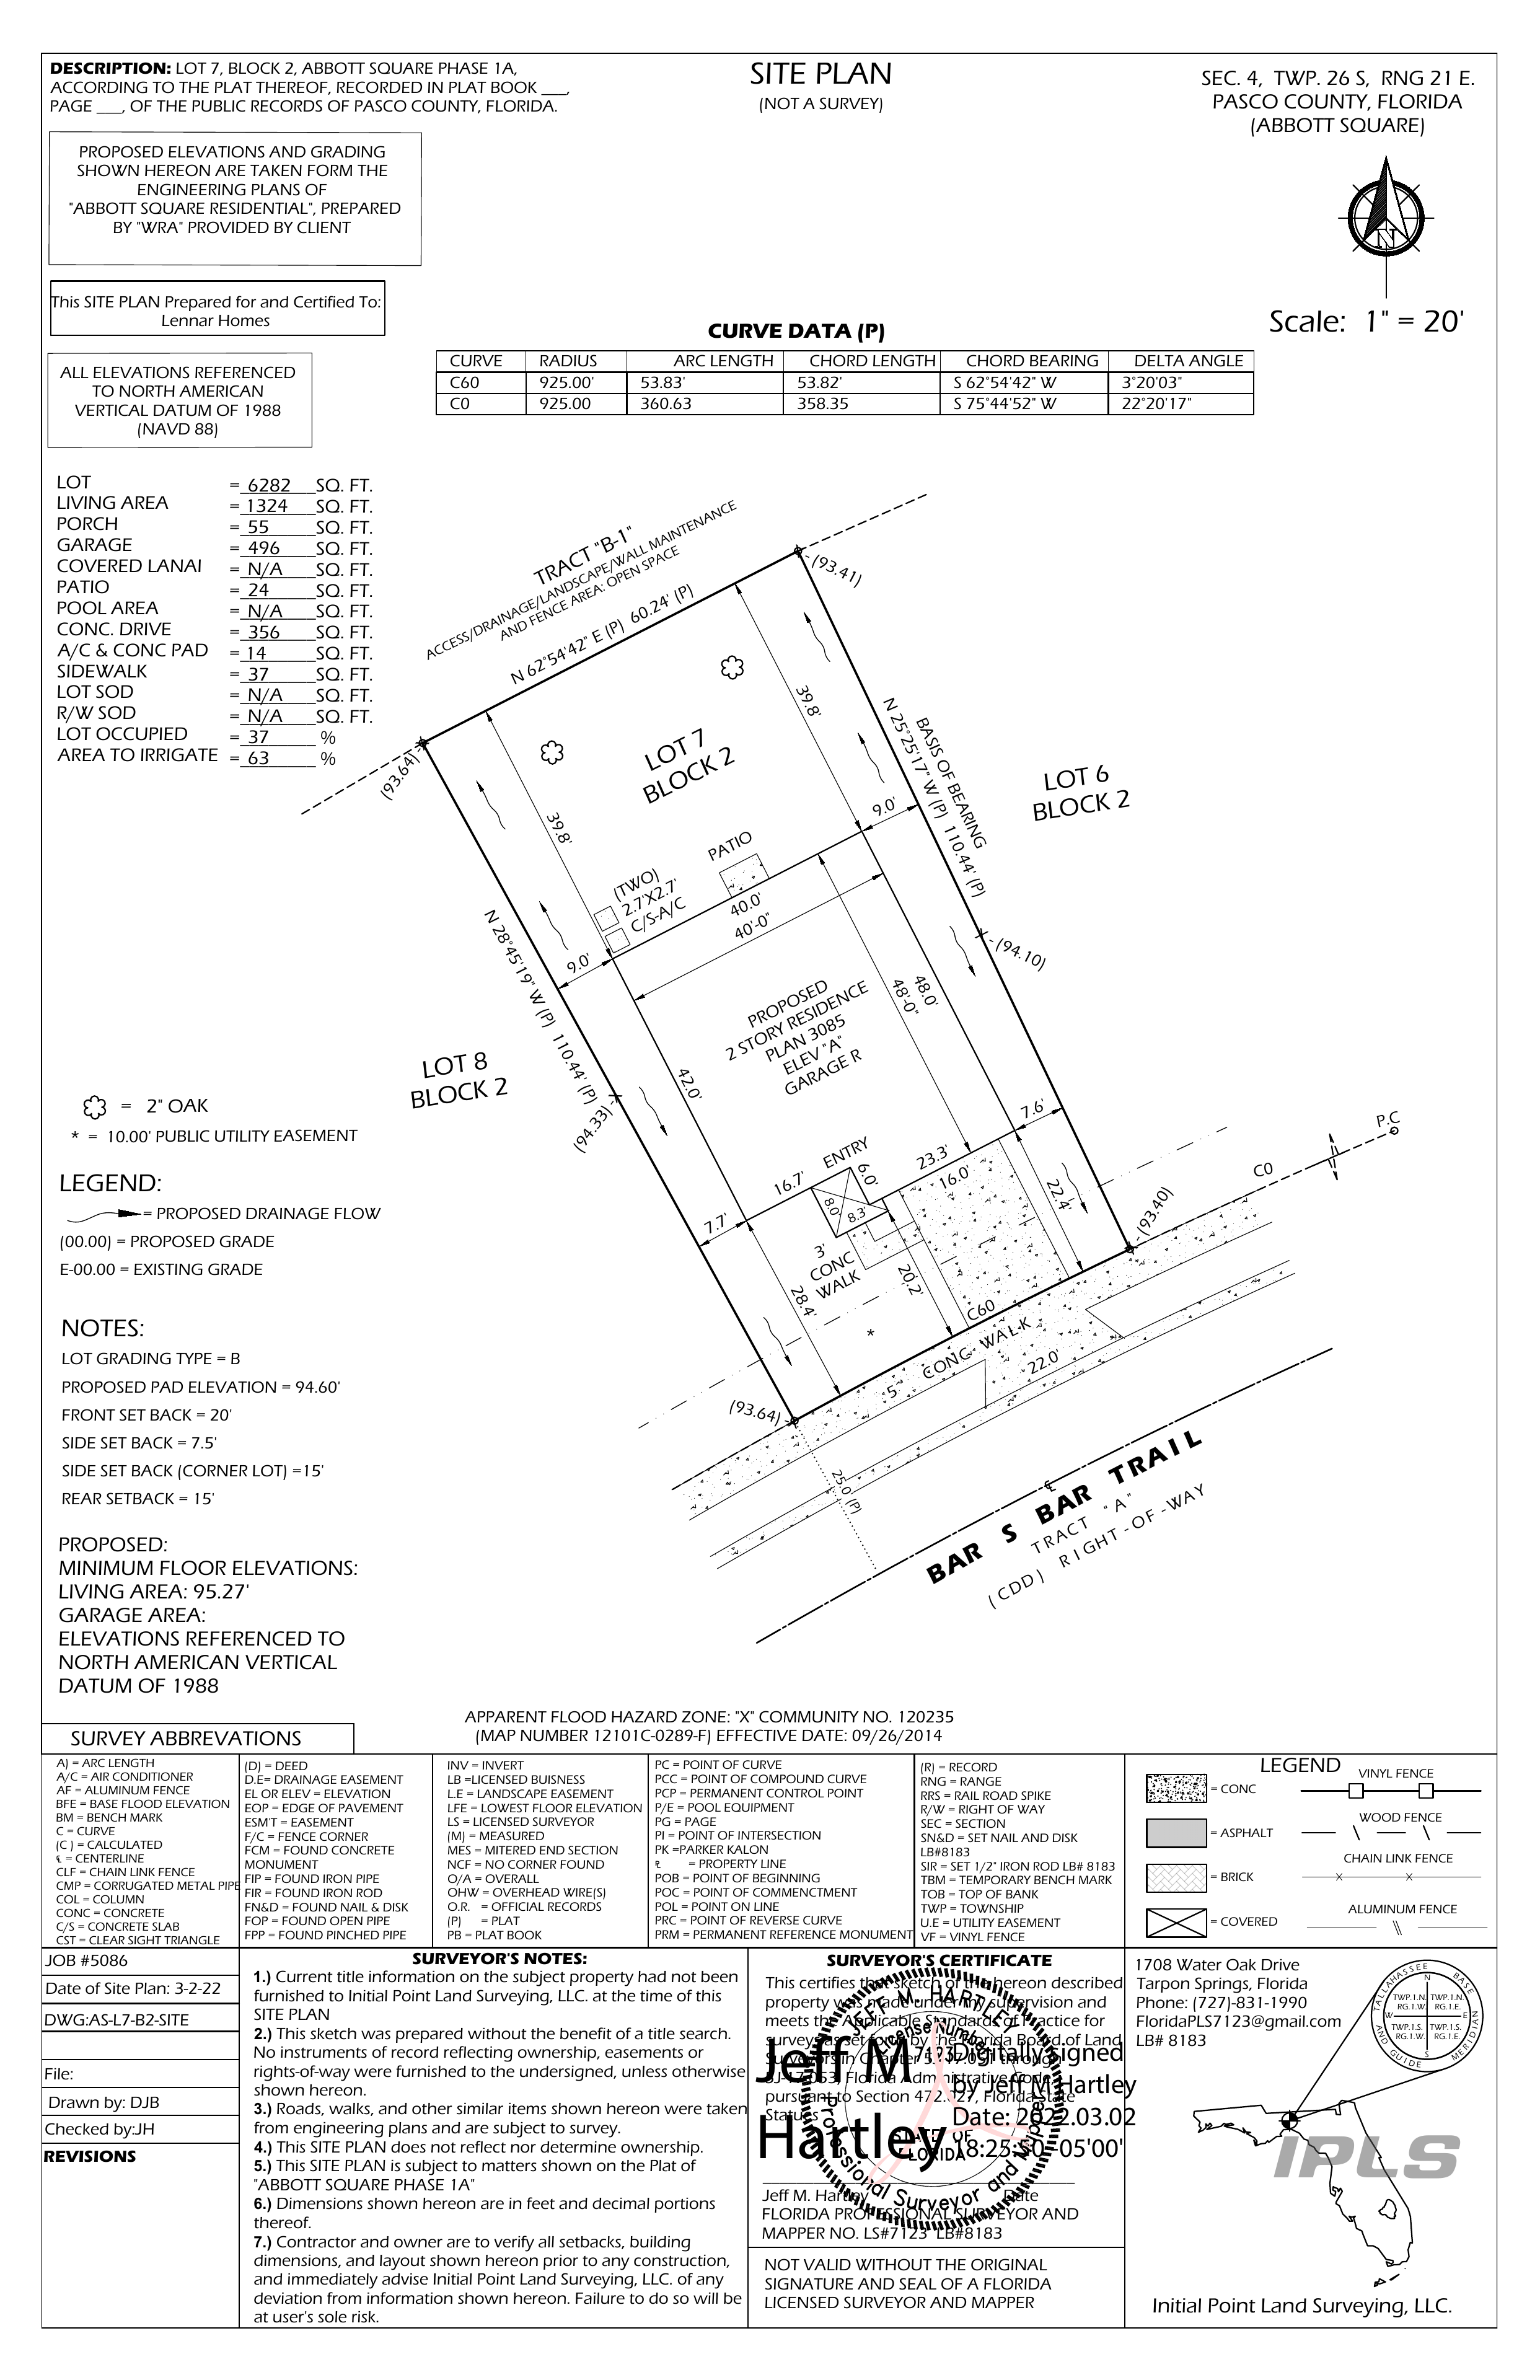 DESCRIPTION: LOT 7, BLOCK 2, ABBOTT SQUARE PHASE 1A,
ACCORDING TO THE PLAT THEREOF, RECORDED IN PLAT BOOK ___,
PAGE ___, OF THE PUBLIC RECORDS OF PASCO COUNTY, FLORIDA.
SITE PLAN
(NOT A SURVEY)
SEC. 4, TWP. 26 S, RNG 21 E.
PASCO COUNTY, FLORIDA
(ABBOTT SQUARE)
PROPOSED ELEVATIONS AND GRADING
SHOWN HEREON ARE TAKEN FORM THE
ENGINEERING PLANS OF
"ABBOTT SQUARE RESIDENTIAL", PREPARED
BY "WRA" PROVIDED BY CLIENT
N
Scale: 1" = 20'
This SITE PLAN Prepared for and Certified To:
Lennar Homes
ALL ELEVATIONS REFERENCED
TO NORTH AMERICAN
VERTICAL DATUM OF 1988
(NAVD 88)
CURVE DATA (P)
CURVE RADIUS ARC LENGTH CHORD LENGTH CHORD BEARING DELTA ANGLE
C60 925.00' 53.83' 53.82' S 62°54'42" W 3°20'03"
C0 925.00 360.63 358.35 S 75°44'52" W 22°20'17"
LOT = 6282 SQ. FT.
LIVING AREA = 1324 SQ. FT.
PORCH = 55 SQ. FT.
GARAGE = 496 SQ. FT.
COVERED LANAI = N/A SQ. FT.
PATIO = 24 SQ. FT.
POOL AREA = N/A SQ. FT.
CONC. DRIVE = 356 SQ. FT.
A/C & CONC PAD = 14 SQ. FT.
SIDEWALK = 37 SQ. FT.
LOT SOD = N/A SQ. FT.
R/W SOD = N/A SQ. FT.
LOT OCCUPIED = 37 %
AREA TO IRRIGATE = 63 %
TRACT "B-1"
ACCESS/DRAINAGE/LANDSCAPE/WALL MAINTENANCE
AND FENCE AREA: OPEN SPACE
N 62°54'42" E (P) 60.24' (P)
(93.41)
(93.64)
39.8'
39.8'
LOT 7
BLOCK 2
BASIS OF BEARING
N 25°25'17" W (P) 110.44' (P)
LOT 6
BLOCK 2
9.0'
PATIO
(TWO)
2.7'X2.7'
C/S-A/C
40.0'
40'-0"
9.0'
(94.10)
N 28°45'19" W (P) 110.44' (P)
48.0'
48'-0"
PROPOSED
2 STORY RESIDENCE
PLAN 3085
ELEV "A"
GARAGE R
LOT 8
BLOCK 2
42.0'
(94.33)
7.6'
P.C
C0
ENTRY
16.7'
6.0'
23.3'
16.0'
8.0'
8.3'
22.4'
(93.40)
7.7'
3'
CONC
WALK
28.4'
20.2'
*
C60
5' CONC WALK
22.0'
(93.64)
25.0 (P)
BAR S BAR TRAIL
TRACT "A"
(CDD) RIGHT-OF-WAY
= 2" OAK
* = 10.00' PUBLIC UTILITY EASEMENT
LEGEND:
= PROPOSED DRAINAGE FLOW
(00.00) = PROPOSED GRADE
E-00.00 = EXISTING GRADE
NOTES:
LOT GRADING TYPE = B
PROPOSED PAD ELEVATION = 94.60'
FRONT SET BACK = 20'
SIDE SET BACK = 7.5'
SIDE SET BACK (CORNER LOT) =15'
REAR SETBACK = 15'
PROPOSED:
MINIMUM FLOOR ELEVATIONS:
LIVING AREA: 95.27'
GARAGE AREA:
ELEVATIONS REFERENCED TO
NORTH AMERICAN VERTICAL
DATUM OF 1988
APPARENT FLOOD HAZARD ZONE: "X" COMMUNITY NO. 120235
(MAP NUMBER 12101C-0289-F) EFFECTIVE DATE: 09/26/2014
SURVEY ABBREVATIONS
A) = ARC LENGTH
A/C = AIR CONDITIONER
AF = ALUMINUM FENCE
BFE = BASE FLOOD ELEVATION
BM = BENCH MARK
C = CURVE
(C ) = CALCULATED
℄ = CENTERLINE
CLF = CHAIN LINK FENCE
CMP = CORRUGATED METAL PIPE
COL = COLUMN
CONC = CONCRETE
C/S = CONCRETE SLAB
CST = CLEAR SIGHT TRIANGLE
(D) = DEED
D.E= DRAINAGE EASEMENT
EL OR ELEV = ELEVATION
EOP = EDGE OF PAVEMENT
ESM'T = EASEMENT
F/C = FENCE CORNER
FCM = FOUND CONCRETE
MONUMENT
FIP = FOUND IRON PIPE
FIR = FOUND IRON ROD
FN&D = FOUND NAIL & DISK
FOP = FOUND OPEN PIPE
FPP = FOUND PINCHED PIPE
INV = INVERT
LB =LICENSED BUISNESS
L.E = LANDSCAPE EASEMENT
LFE = LOWEST FLOOR ELEVATION
LS = LICENSED SURVEYOR
(M) = MEASURED
MES = MITERED END SECTION
NCF = NO CORNER FOUND
O/A = OVERALL
OHW = OVERHEAD WIRE(S)
O.R. = OFFICIAL RECORDS
(P) = PLAT
PB = PLAT BOOK
PC = POINT OF CURVE
PCC = POINT OF COMPOUND CURVE
PCP = PERMANENT CONTROL POINT
P/E = POOL EQUIPMENT
PG = PAGE
PI = POINT OF INTERSECTION
PK =PARKER KALON
= PROPERTY LINE
POB = POINT OF BEGINNING
POC = POINT OF COMMENCTMENT
POL = POINT ON LINE
PRC = POINT OF REVERSE CURVE
PRM = PERMANENT REFERENCE MONUMENT
(R) = RECORD
RNG = RANGE
RRS = RAIL ROAD SPIKE
R/W = RIGHT OF WAY
SEC = SECTION
SN&D = SET NAIL AND DISK
LB#8183
SIR = SET 1/2" IRON ROD LB# 8183
TBM = TEMPORARY BENCH MARK
TOB = TOP OF BANK
TWP = TOWNSHIP
U.E = UTILITY EASEMENT
VF = VINYL FENCE
LEGEND
= CONC
= ASPHALT
= BRICK
= COVERED
VINYL FENCE
WOOD FENCE
CHAIN LINK FENCE
ALUMINUM FENCE
JOB #5086
Date of Site Plan: 3-2-22
DWG:AS-L7-B2-SITE
File:
Drawn by: DJB
Checked by:JH
REVISIONS
SURVEYOR'S NOTES:
1.) Current title information on the subject property had not been
furnished to Initial Point Land Surveying, LLC. at the time of this
SITE PLAN
2.) This sketch was prepared without the benefit of a title search.
No instruments of record reflecting ownership, easements or
rights-of-way were furnished to the undersigned, unless otherwise
shown hereon.
3.) Roads, walks, and other similar items shown hereon were taken
from engineering plans and are subject to survey.
4.) This SITE PLAN does not reflect nor determine ownership.
5.) This SITE PLAN is subject to matters shown on the Plat of
"ABBOTT SQUARE PHASE 1A"
6.) Dimensions shown hereon are in feet and decimal portions
thereof.
7.) Contractor and owner are to verify all setbacks, building
dimensions, and layout shown hereon prior to any construction,
and immediately advise Initial Point Land Surveying, LLC. of any
deviation from information shown hereon. Failure to do so will be
at user's sole risk.
SURVEYOR'S CERTIFICATE
This certifies that sketch of the hereon described
property was made under my supervision and
meets the Applicable Standards of Practice for
surveys as set forth by the Florida Board of Land
Surveyors in Chapter through
Florida Administrative Code,
pursuant to Section 472.027, Florida State
Statues
Jeff M
Hartley
Digitally signed
by Jeff M Hartley
Date: 2022.03.02
18:25:50 -05'00'
JEFF M. HARTLEY
License Number
7123
STATE OF
FLORIDA
Professional Surveyor and Mapper
Jeff M. Hartley Date
FLORIDA PROFESSIONAL SURVEYOR AND
MAPPER NO. LS#7123 LB#8183
NOT VALID WITHOUT THE ORIGINAL
SIGNATURE AND SEAL OF A FLORIDA
LICENSED SURVEYOR AND MAPPER
1708 Water Oak Drive
Tarpon Springs, Florida
Phone: (727)-831-1990
FloridaPLS7123@gmail.com
LB# 8183
TALLAHASSEE BASE
AND GUIDE MERIDIAN
N
TWP.1.N. TWP.1.N.
RG.1.W. RG.1.E.
W E
TWP.1.S. TWP.1.S.
RG.1.W. RG.1.E.
S
IPLS
Initial Point Land Surveying, LLC.